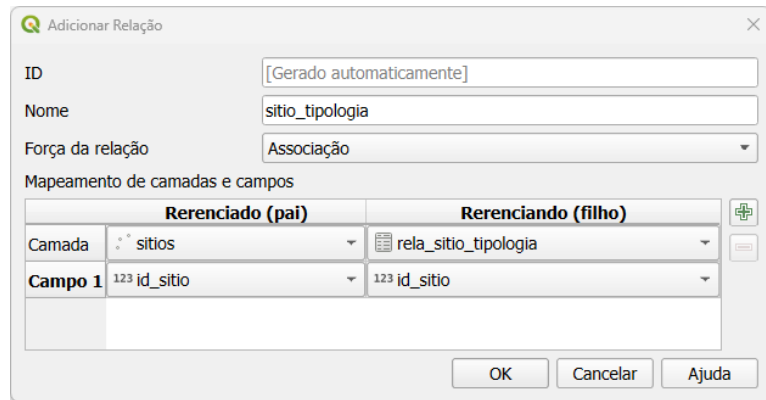 Adicionar Relação
ID [Gerado automaticamente]
Nome sitio_tipologia
Força da relação Associação
Mapeamento de camadas e campos
Rerenciado (pai) Rerenciando (filho)
Camada sitios rela_sitio_tipologia
Campo 1 123 id_sitio 123 id_sitio
OK Cancelar Ajuda